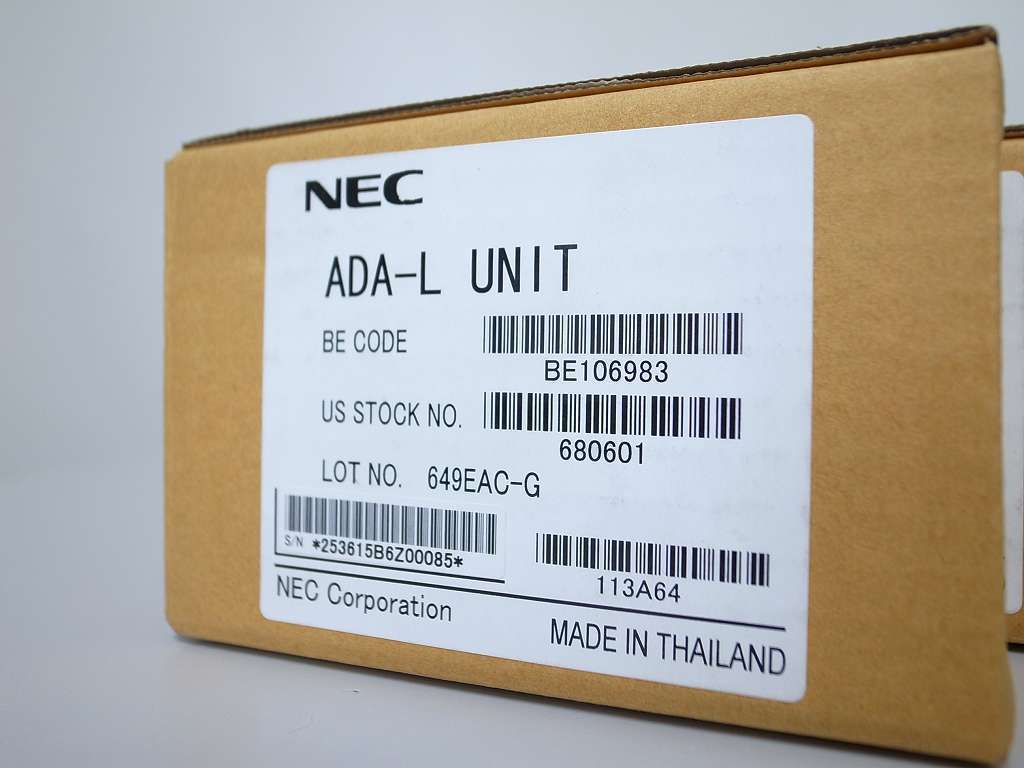 NEC
ADA-L UNIT
BE CODE
BE106983
US STOCK NO.
680601
LOT NO. 649EAC-G
S/N *253615B6Z00085*
113A64
NEC Corporation
MADE IN THAILAND